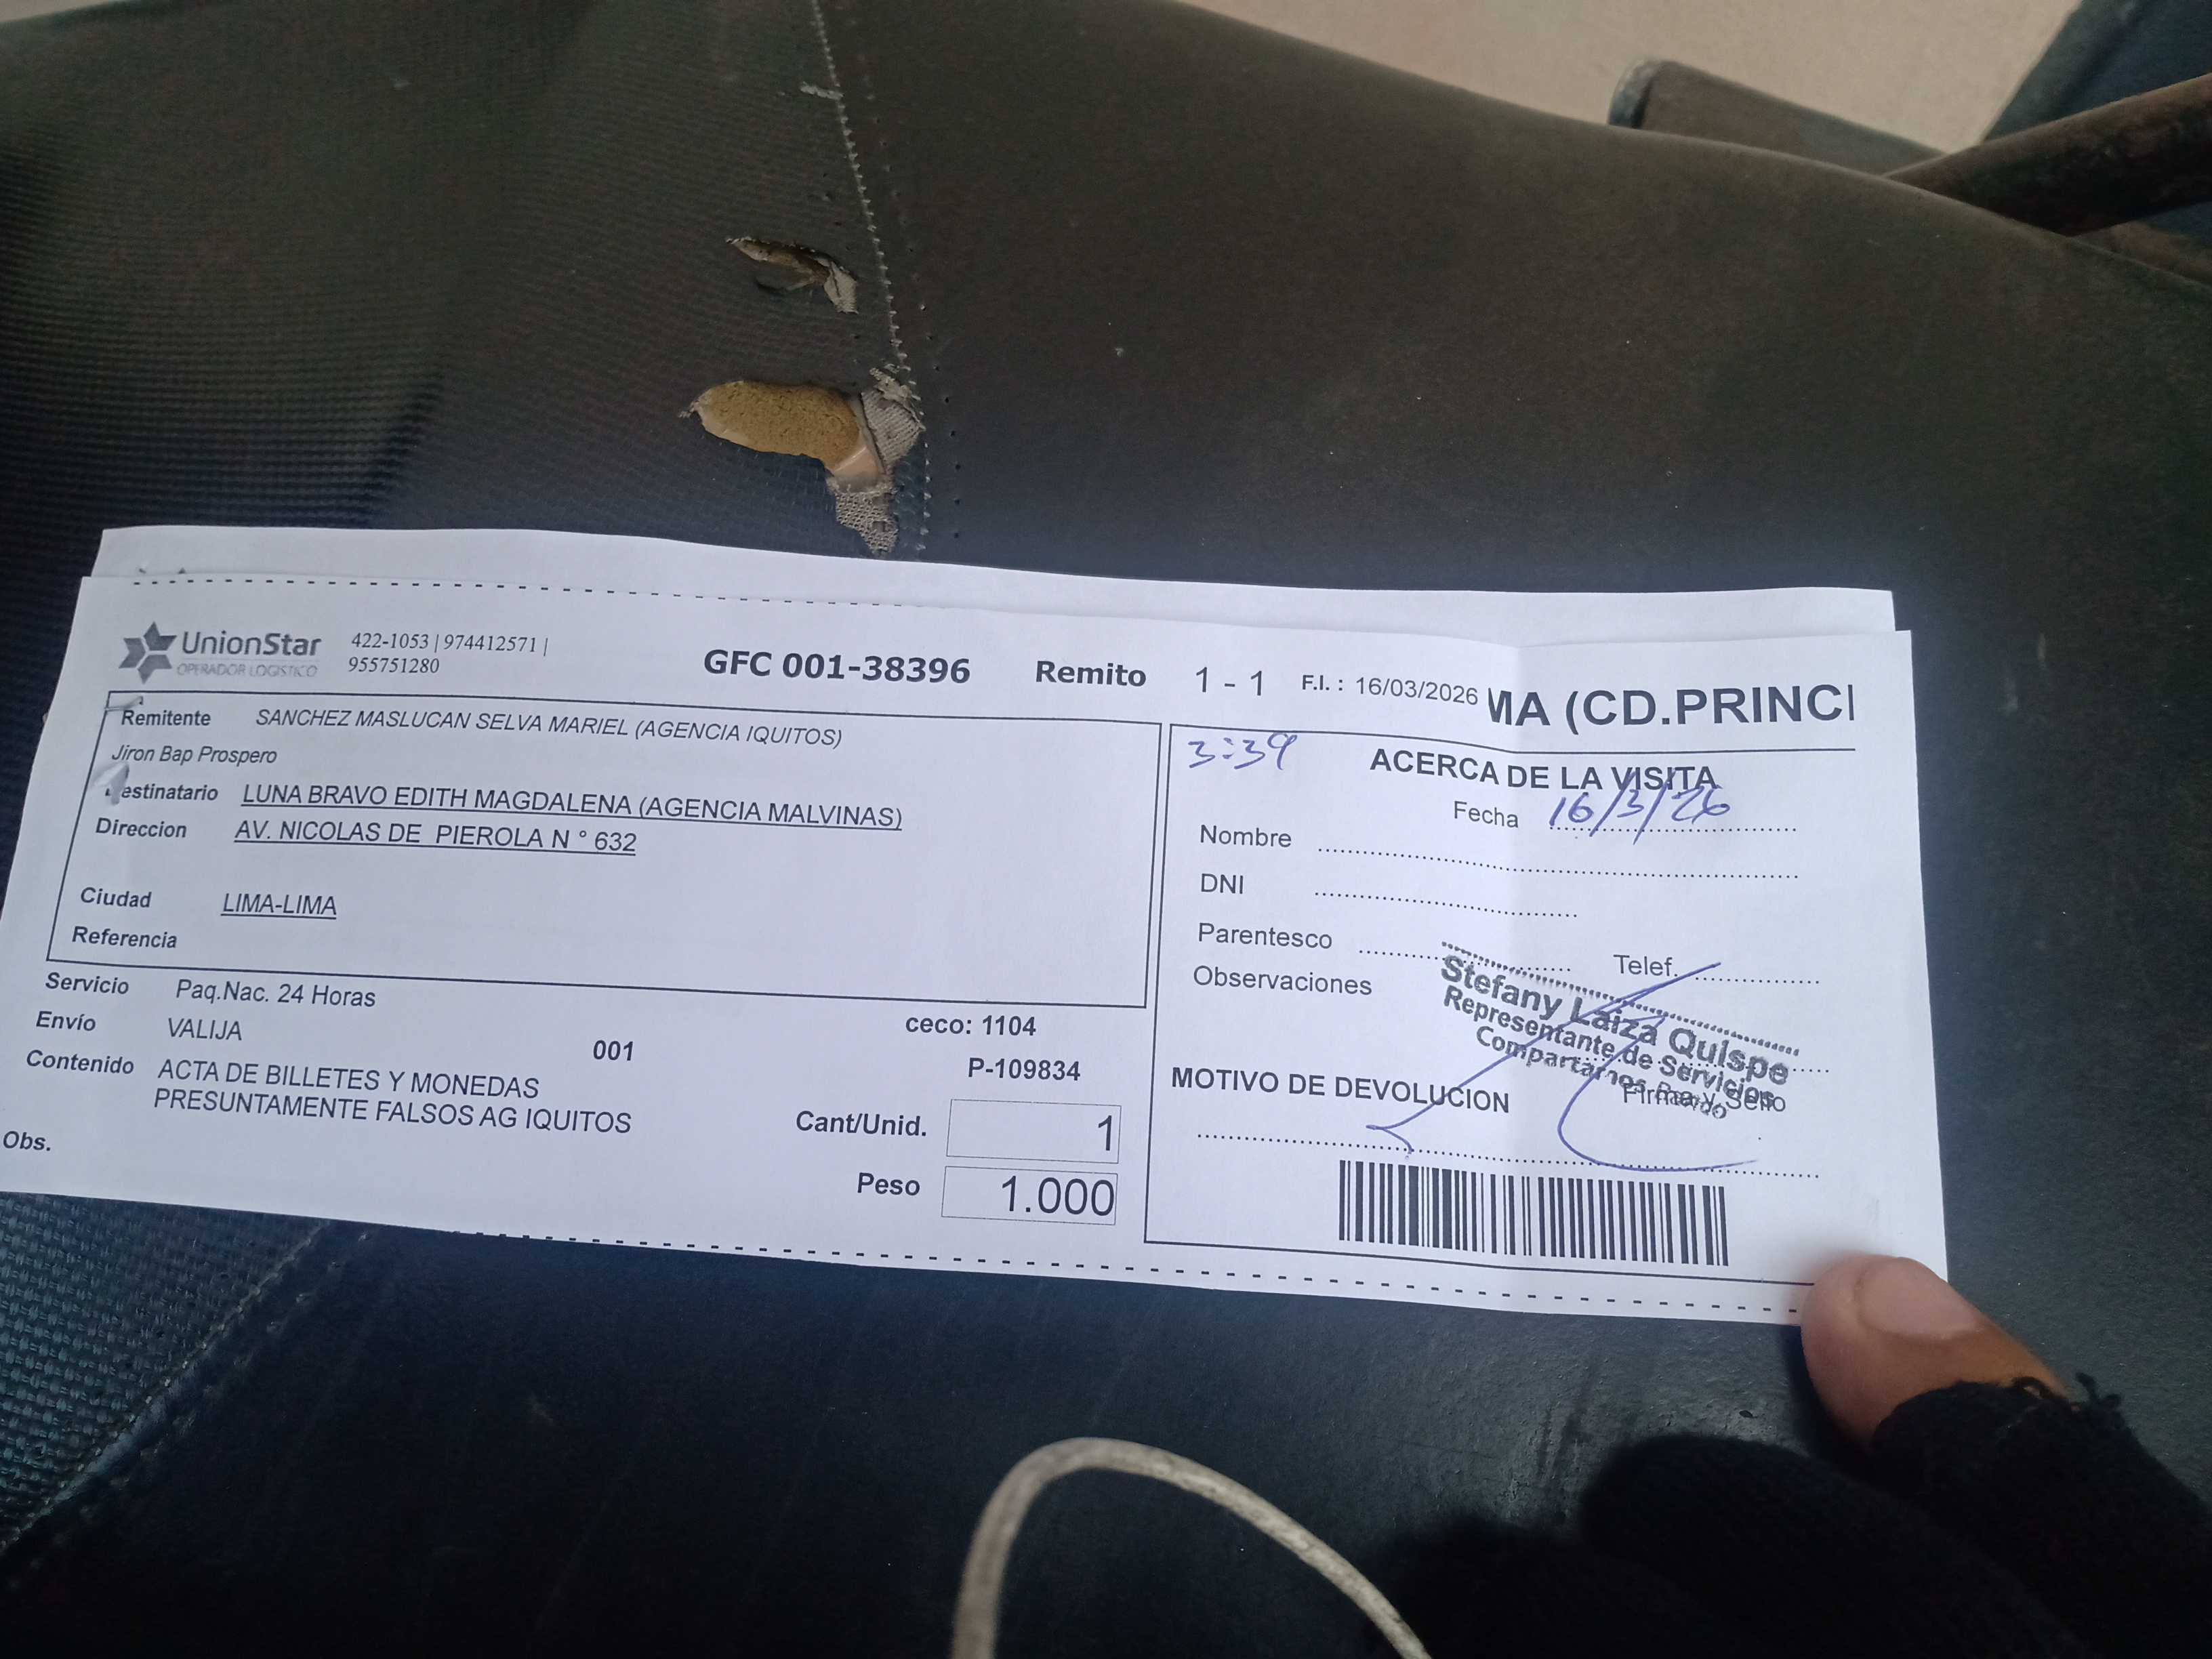 UnionStar
OPERADOR LOGISTICO
422-1053 | 974412571 |
955751280
GFC 001-38396 Remito 1 - 1 F.I. : 16/03/2026
MA (CD.PRINCI
Remitente SANCHEZ MASLUCAN SELVA MARIEL (AGENCIA IQUITOS)
Jiron Bap Prospero
estinatario LUNA BRAVO EDITH MAGDALENA (AGENCIA MALVINAS)
Direccion AV. NICOLAS DE PIEROLA N ° 632
Ciudad LIMA-LIMA
Referencia
Servicio Paq.Nac. 24 Horas
Envío VALIJA
001
ceco: 1104
P-109834
Contenido ACTA DE BILLETES Y MONEDAS
PRESUNTAMENTE FALSOS AG IQUITOS
Cant/Unid. 1
Peso 1.000
Obs.
3:39
ACERCA DE LA VISITA
Fecha 16/3/26
Nombre
DNI
Parentesco
Telef.
Observaciones
Stefany Laiza Quispe
Representante de Servicios
Compartamos Banco
Firma y Sello
MOTIVO DE DEVOLUCION